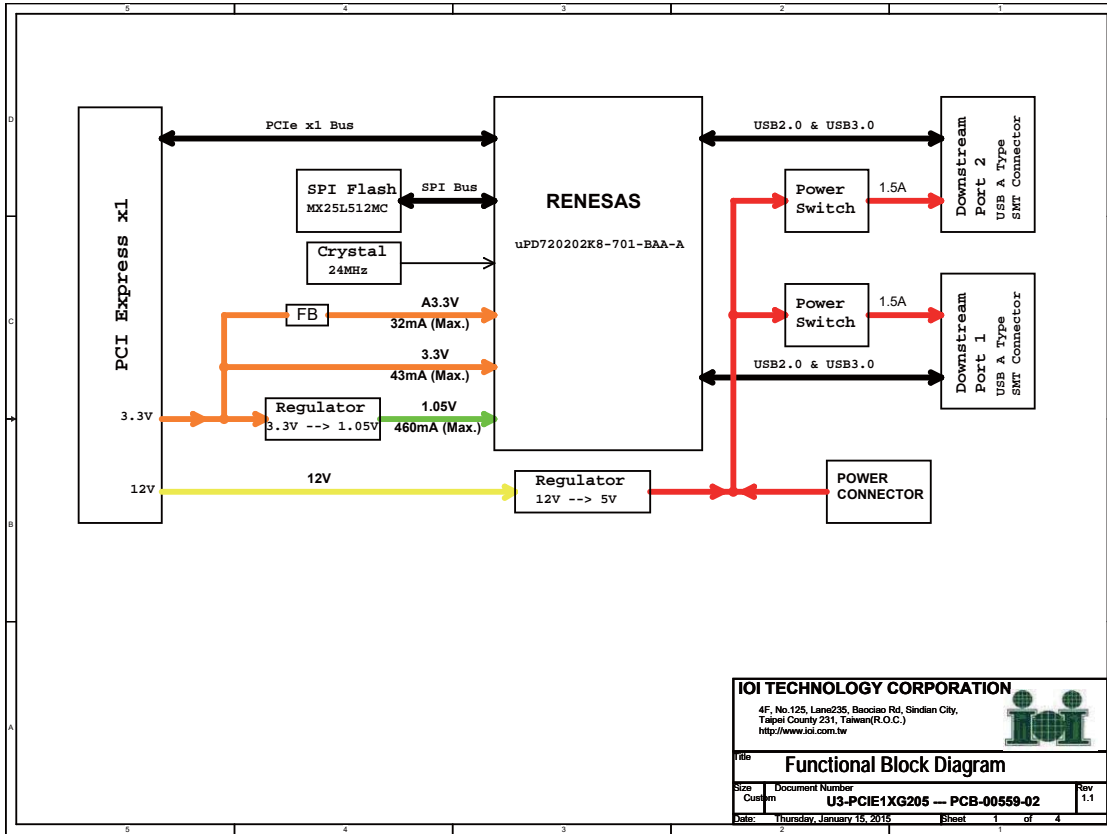 5 4 3 2 1
D
C
B
A
PCI Express x1
3.3V
12V
PCIe x1 Bus
SPI Flash
MX25L512MC
SPI Bus
Crystal
24MHz
FB
A3.3V
32mA (Max.)
3.3V
43mA (Max.)
Regulator
3.3V --> 1.05V
1.05V
460mA (Max.)
12V
Regulator
12V --> 5V
RENESAS
uPD720202K8-701-BAA-A
USB2.0 & USB3.0
Power
Switch
1.5A
Downstream
Port 2
USB A Type
SMT Connector
Power
Switch
1.5A
USB2.0 & USB3.0
Downstream
Port 1
USB A Type
SMT Connector
POWER
CONNECTOR
IOI TECHNOLOGY CORPORATION
4F, No.125, Lane235, Baociao Rd, Sindian City,
Taipei County 231, Taiwan(R.O.C.)
http://www.ioi.com.tw
ioi
Title
Functional Block Diagram
Size Document Number Rev
Custom U3-PCIE1XG205 --- PCB-00559-02 1.1
Date: Thursday, January 15, 2015 Sheet 1 of 4
5 4 3 2 1